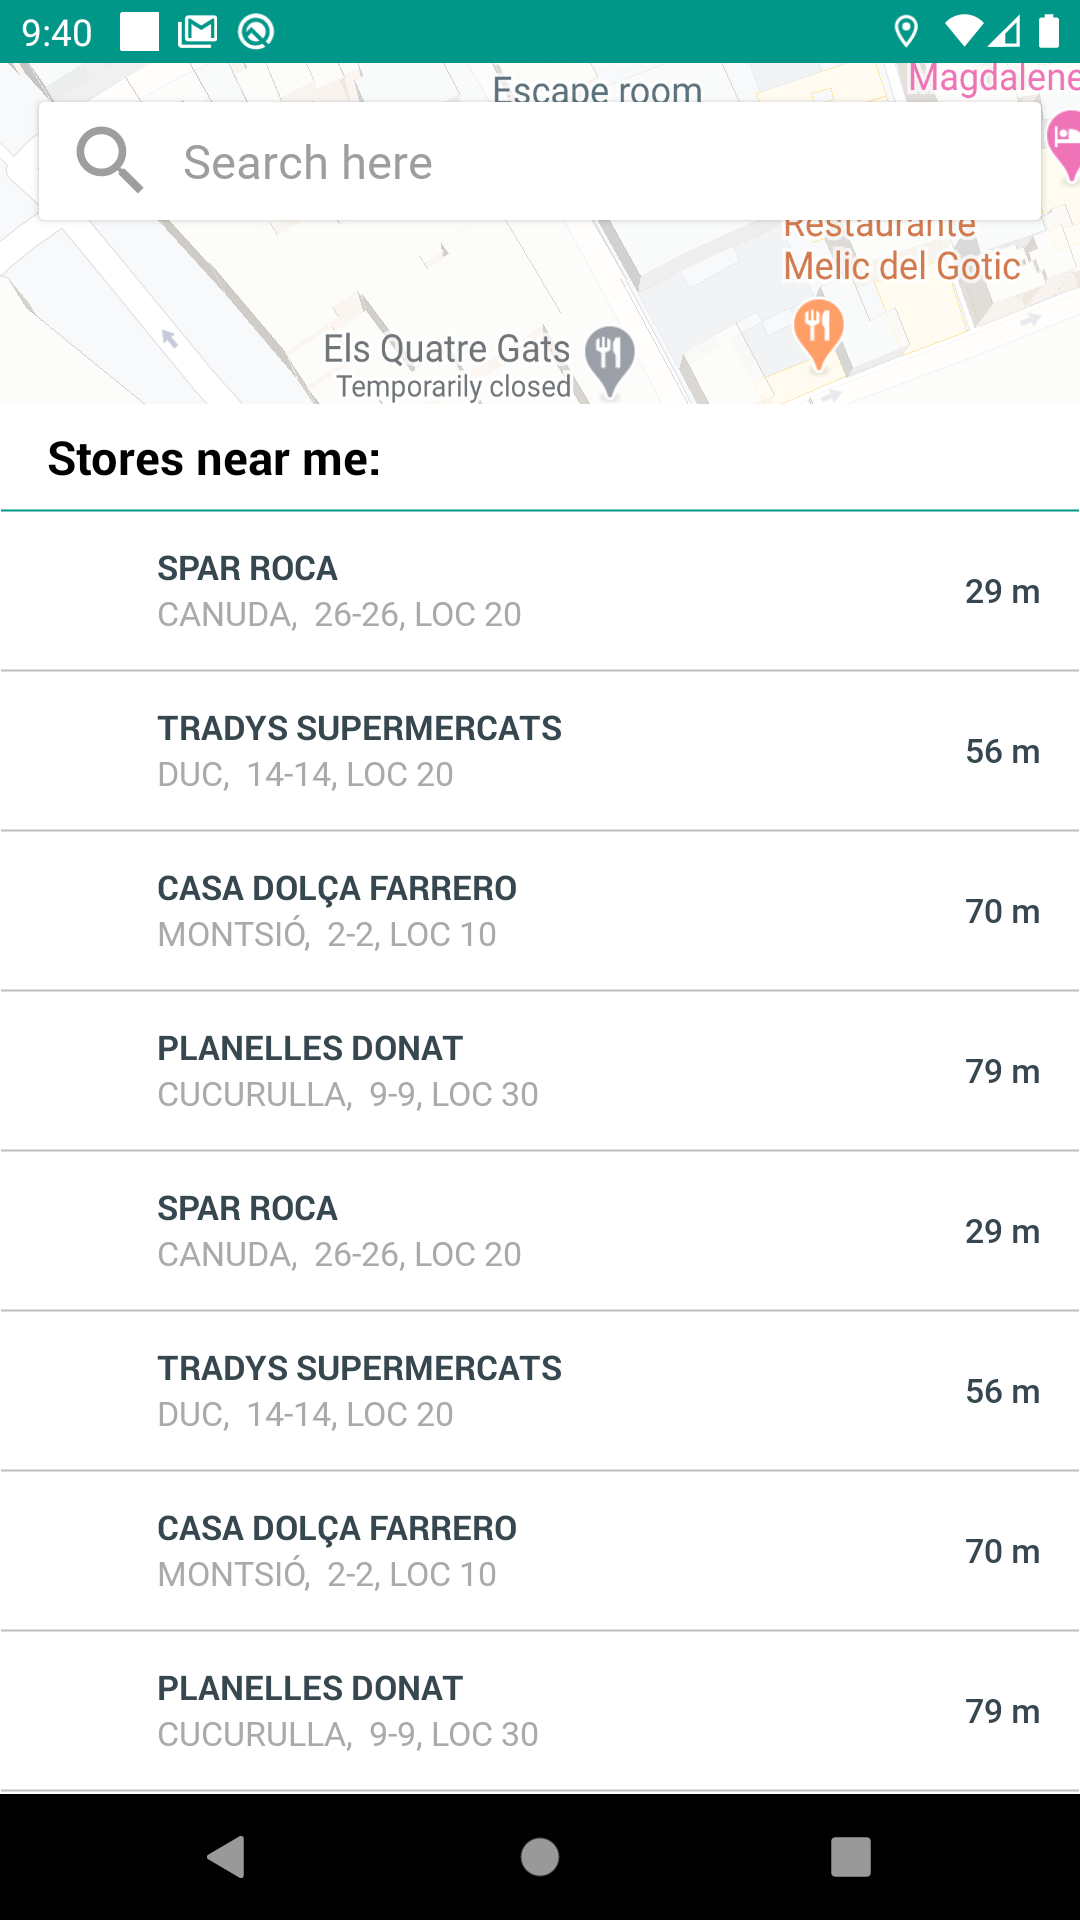 9:40
Escape room
Magdalene
Search here
Restaurante
Melic del Gotic
Els Quatre Gats
Temporarily closed
Stores near me:
SPAR ROCA
CANUDA,  26-26, LOC 20
29 m
TRADYS SUPERMERCATS
DUC,  14-14, LOC 20
56 m
CASA DOLÇA FARRERO
MONTSIÓ,  2-2, LOC 10
70 m
PLANELLES DONAT
CUCURULLA,  9-9, LOC 30
79 m
SPAR ROCA
CANUDA,  26-26, LOC 20
29 m
TRADYS SUPERMERCATS
DUC,  14-14, LOC 20
56 m
CASA DOLÇA FARRERO
MONTSIÓ,  2-2, LOC 10
70 m
PLANELLES DONAT
CUCURULLA,  9-9, LOC 30
79 m